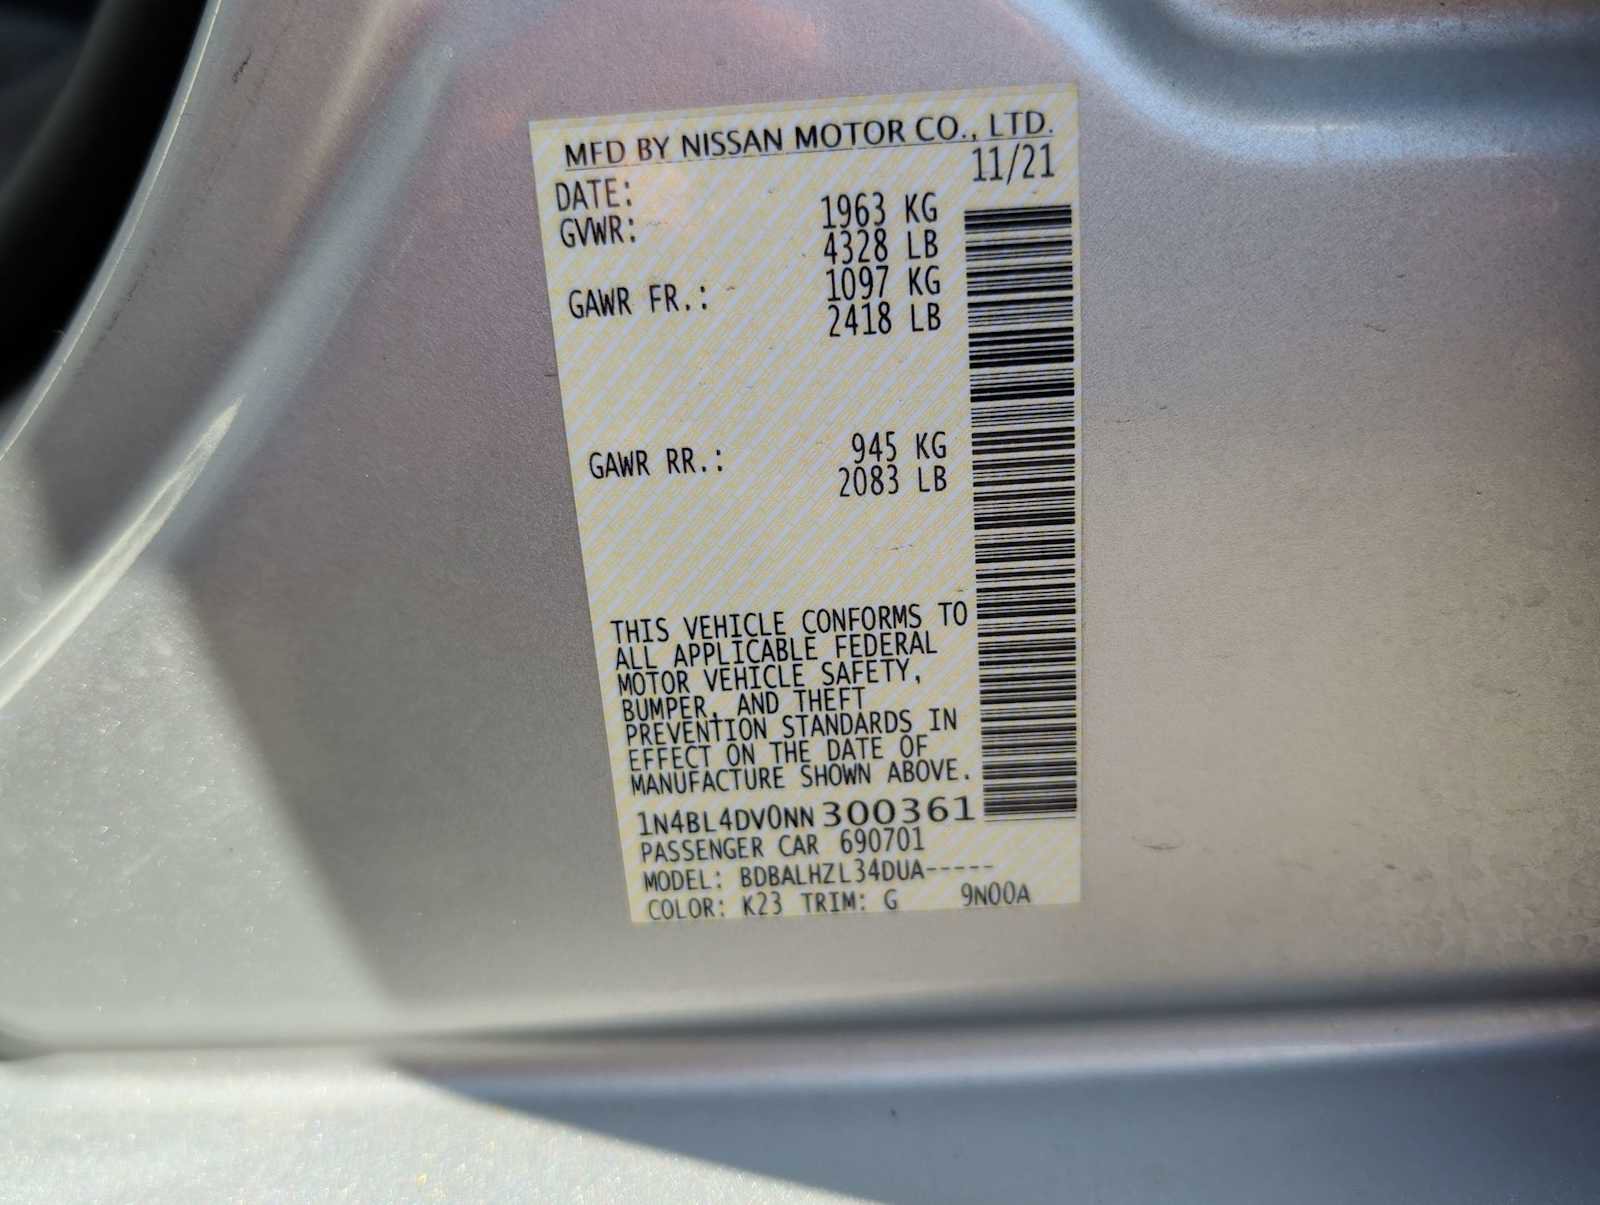 MFD BY NISSAN MOTOR CO., LTD.
DATE: 11/21
GVWR: 1963 KG
4328 LB
GAWR FR.: 1097 KG
2418 LB
GAWR RR.: 945 KG
2083 LB
THIS VEHICLE CONFORMS TO
ALL APPLICABLE FEDERAL
MOTOR VEHICLE SAFETY,
BUMPER, AND THEFT
PREVENTION STANDARDS IN
EFFECT ON THE DATE OF
MANUFACTURE SHOWN ABOVE.
1N4BL4DV0NN300361
PASSENGER CAR 690701
MODEL: BDBALHZL34DUA-----
COLOR: K23 TRIM: G 9N00A